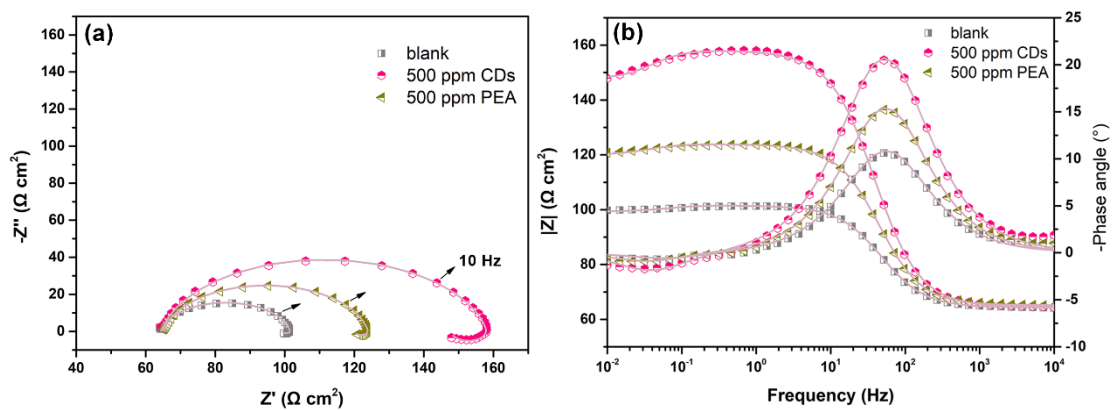 (a)
blank
500 ppm CDs
500 ppm PEA
10 Hz
160
140
120
100
80
60
40
20
0
-Z'' (Ω cm²)
40 60 80 100 120 140 160
Z' (Ω cm²)
(b)
blank
500 ppm CDs
500 ppm PEA
160
140
120
100
80
60
|Z| (Ω cm²)
25
20
15
10
5
0
-5
-10
-Phase angle (°)
10⁻² 10⁻¹ 10⁰ 10¹ 10² 10³ 10⁴
Frequency (Hz)